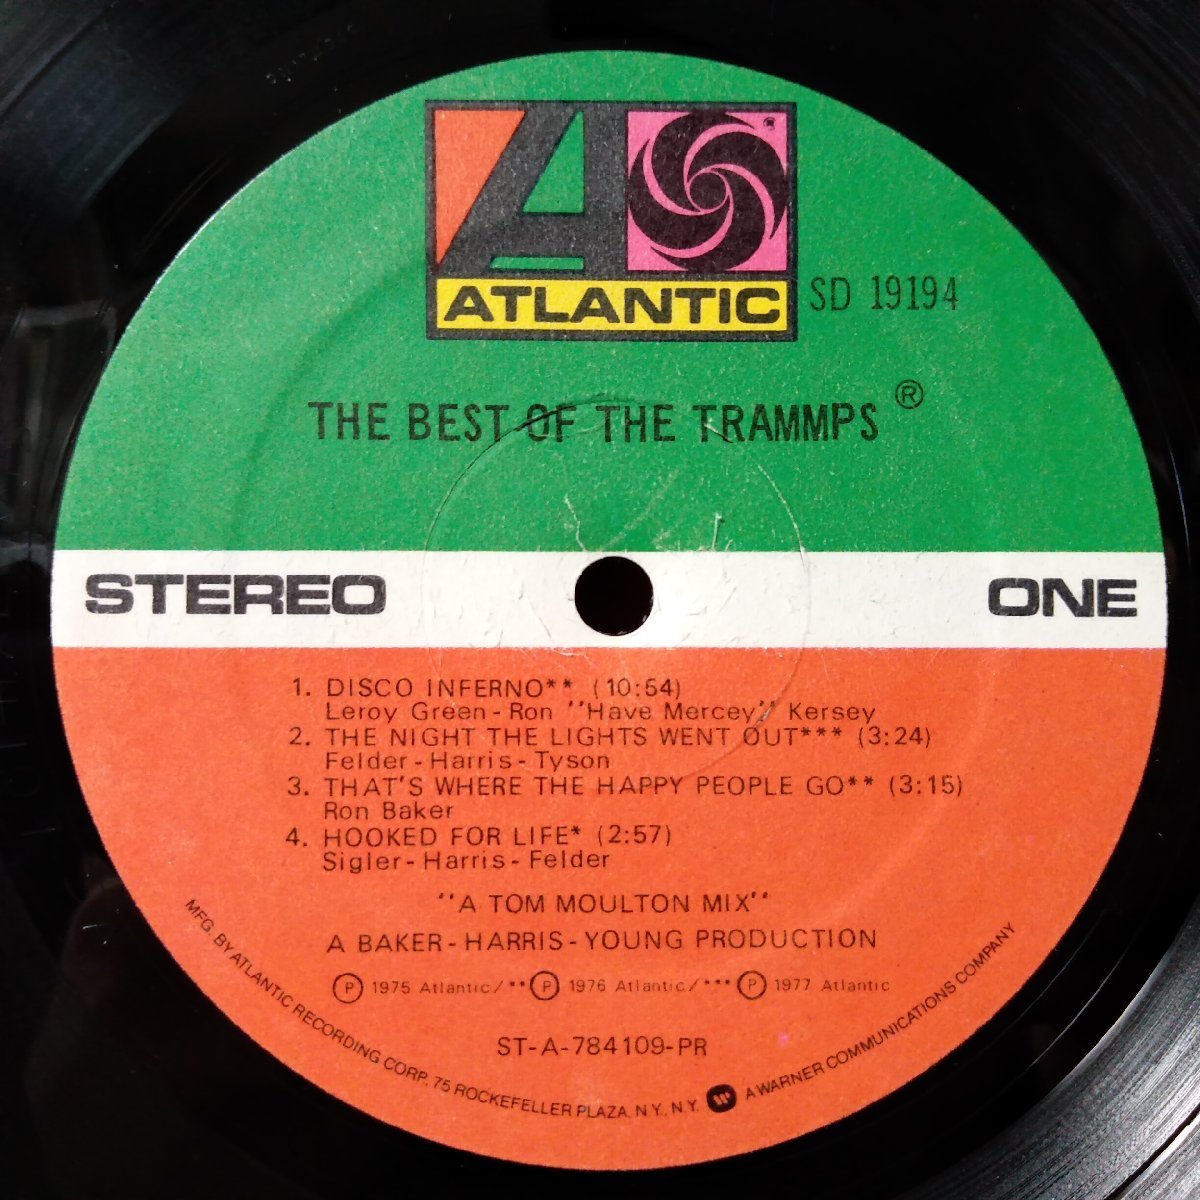 ATLANTIC
SD 19194
THE BEST OF THE TRAMMPS ®
STEREO
ONE
1. DISCO INFERNO** (10:54)
Leroy Green-Ron "Have Mercey" Kersey
2. THE NIGHT THE LIGHTS WENT OUT*** (3:24)
Felder-Harris-Tyson
3. THAT'S WHERE THE HAPPY PEOPLE GO** (3:15)
Ron Baker
4. HOOKED FOR LIFE* (2:57)
Sigler-Harris-Felder
"A TOM MOULTON MIX"
A BAKER-HARRIS-YOUNG PRODUCTION
Ⓟ 1975 Atlantic/**Ⓟ 1976 Atlantic/***Ⓟ 1977 Atlantic
ST-A-784109-PR
MFG. BY ATLANTIC RECORDING CORP. 75 ROCKEFELLER PLAZA, N.Y., N.Y. A WARNER COMMUNICATIONS COMPANY